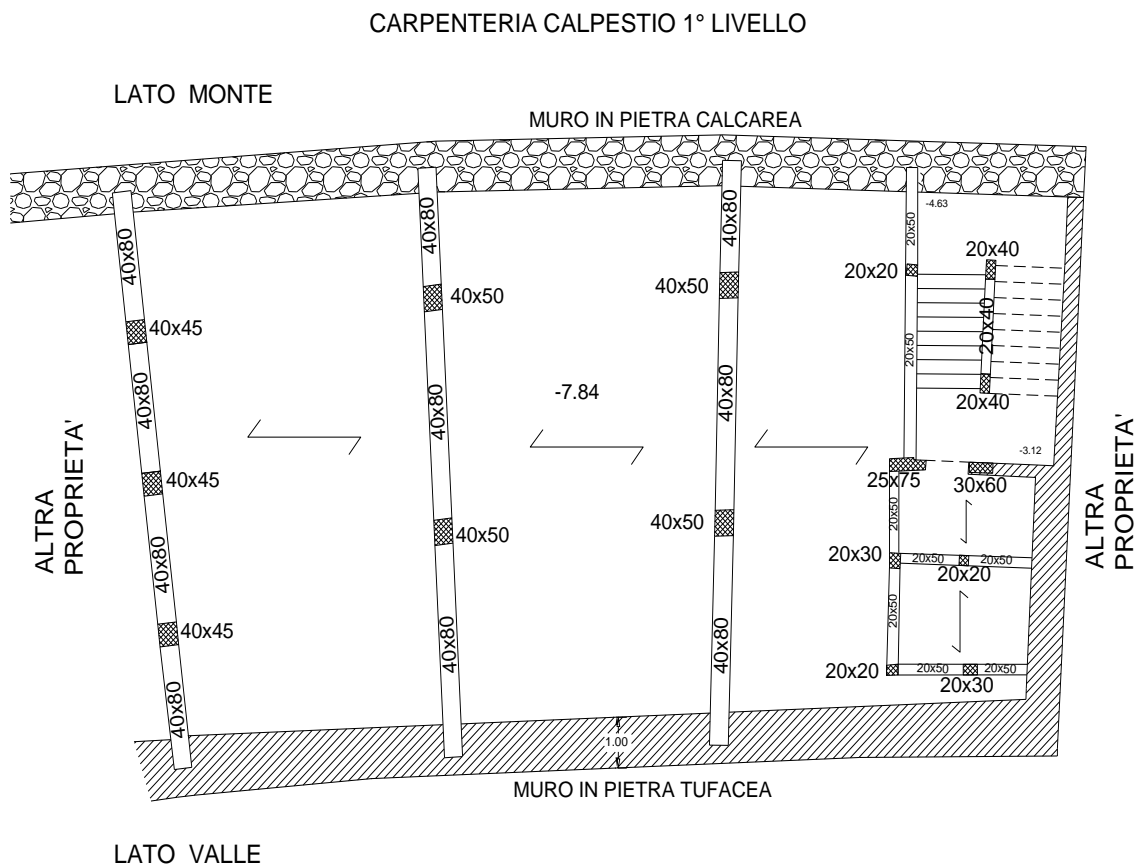 CARPENTERIA CALPESTIO 1° LIVELLO
LATO MONTE
MURO IN PIETRA CALCAREA
40x80
40x80
40x80
20x50
-4.63
20x40
20x20
40x50
40x50
40x45
20x40
20x50
-7.84
40x80
40x80
40x80
20x40
ALTRA
PROPRIETA'
ALTRA
PROPRIETA'
-3.12
25x75
30x60
40x45
20x50
40x50
40x50
40x80
20x30
20x50
20x50
20x20
20x50
40x45
40x80
40x80
20x20
20x50
20x50
20x30
40x80
1.00
MURO IN PIETRA TUFACEA
LATO VALLE